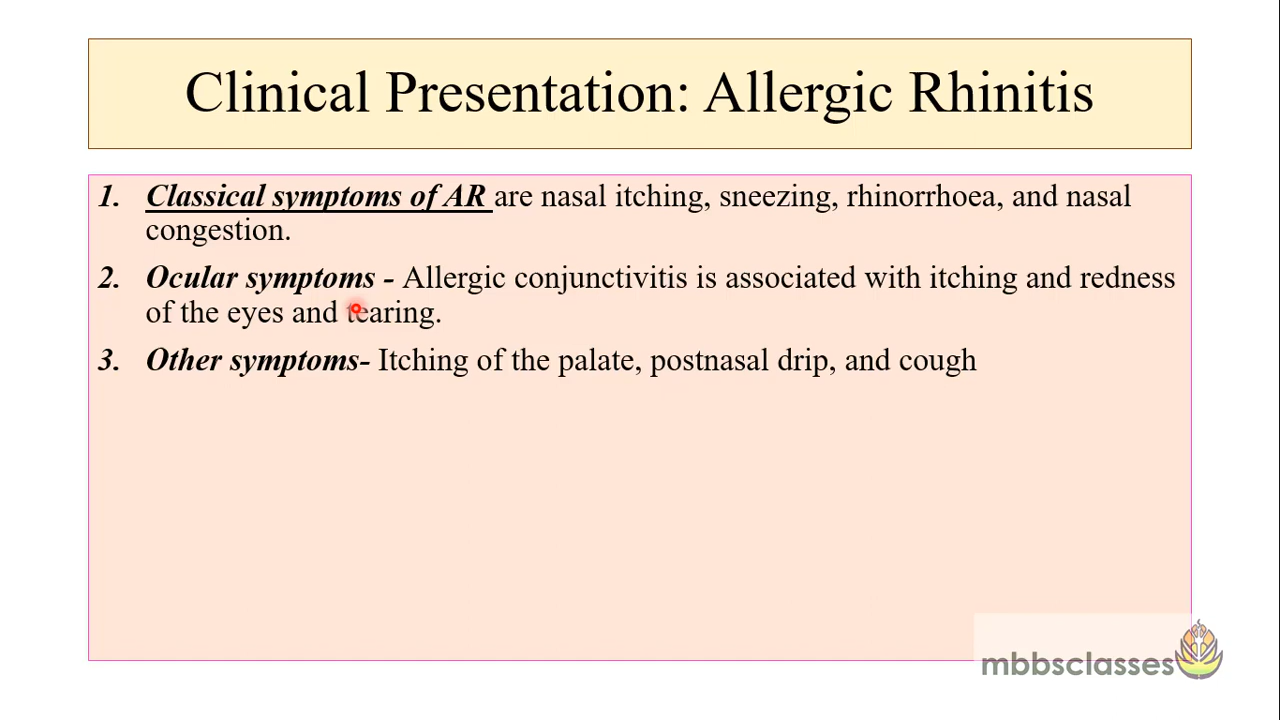 Clinical Presentation: Allergic Rhinitis
1. Classical symptoms of AR are nasal itching, sneezing, rhinorrhoea, and nasal
congestion.
2. Ocular symptoms - Allergic conjunctivitis is associated with itching and redness
of the eyes and tearing.
3. Other symptoms- Itching of the palate, postnasal drip, and cough
mbbsclasses